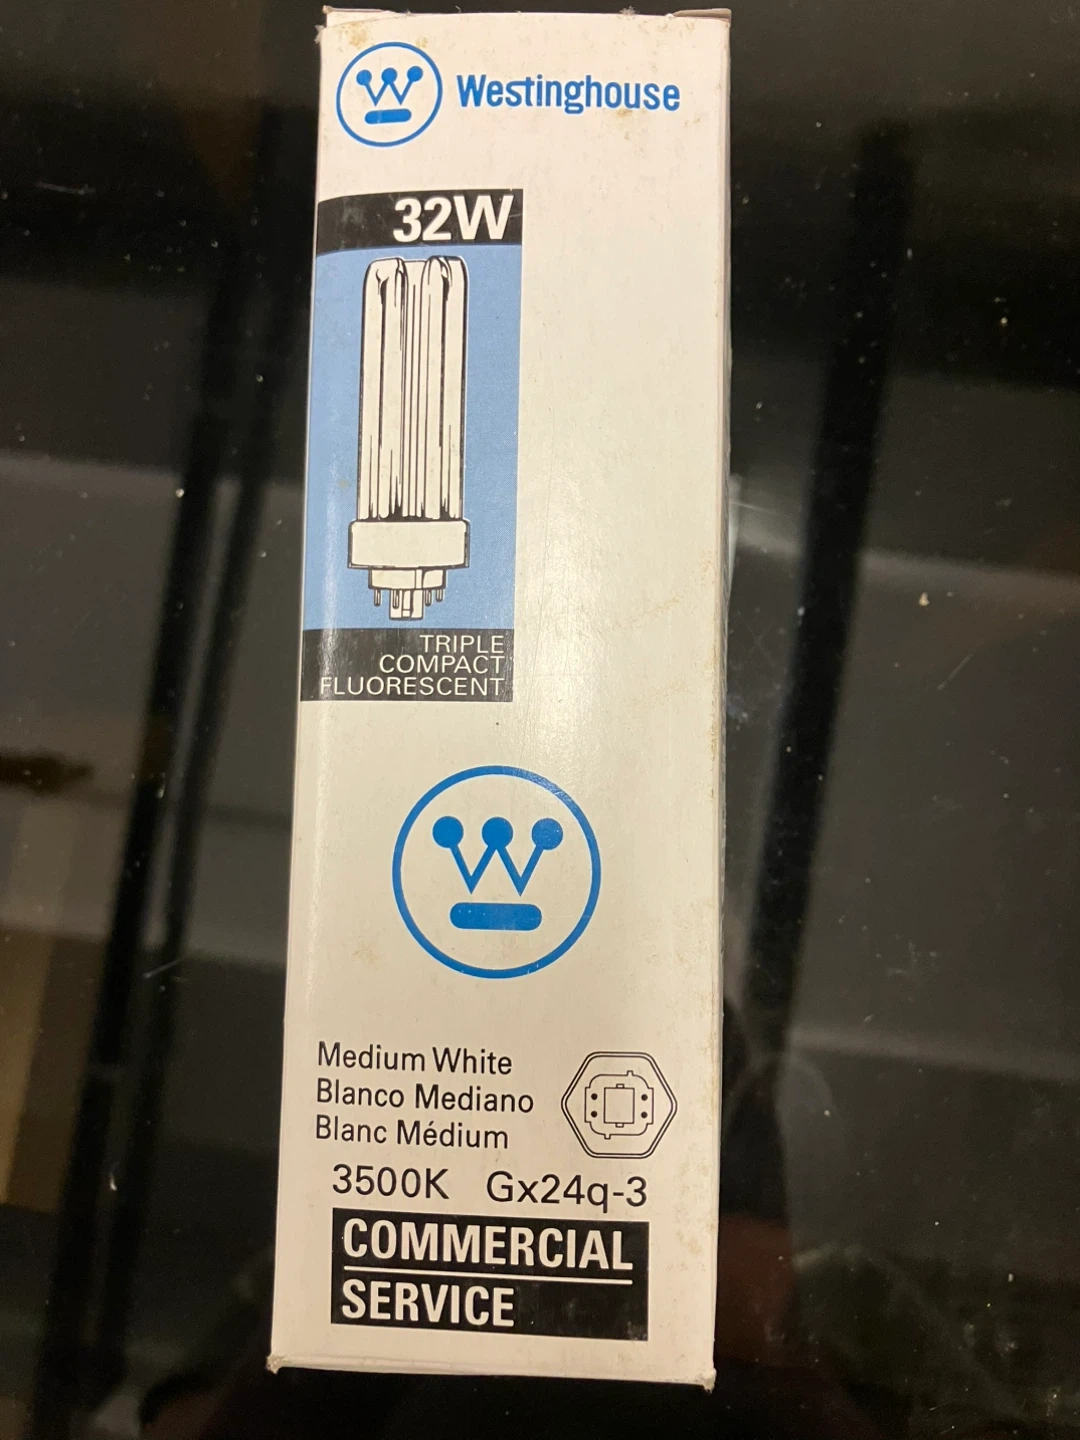 Westinghouse
32W
TRIPLE
COMPACT
FLUORESCENT
W
Medium White
Blanco Mediano
Blanc Médium
3500K Gx24q-3
COMMERCIAL
SERVICE